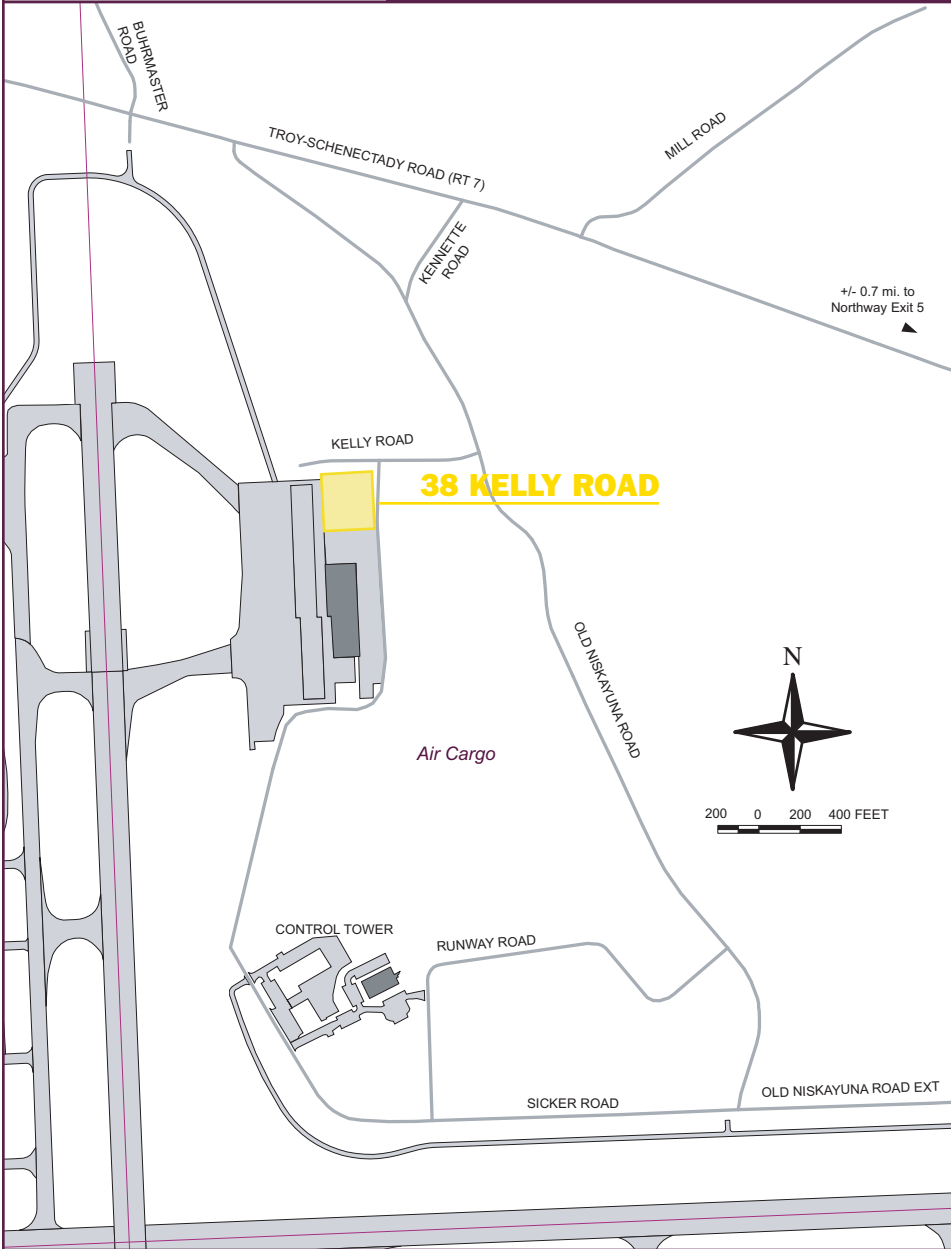 BUHRMASTER
ROAD
TROY-SCHENECTADY ROAD (RT 7)
MILL ROAD
KENNETTE
ROAD
+/- 0.7 mi. to
Northway Exit 5
KELLY ROAD
38 KELLY ROAD
OLD NISKAYUNA ROAD
N
Air Cargo
200 0 200 400 FEET
CONTROL TOWER
RUNWAY ROAD
SICKER ROAD
OLD NISKAYUNA ROAD EXT